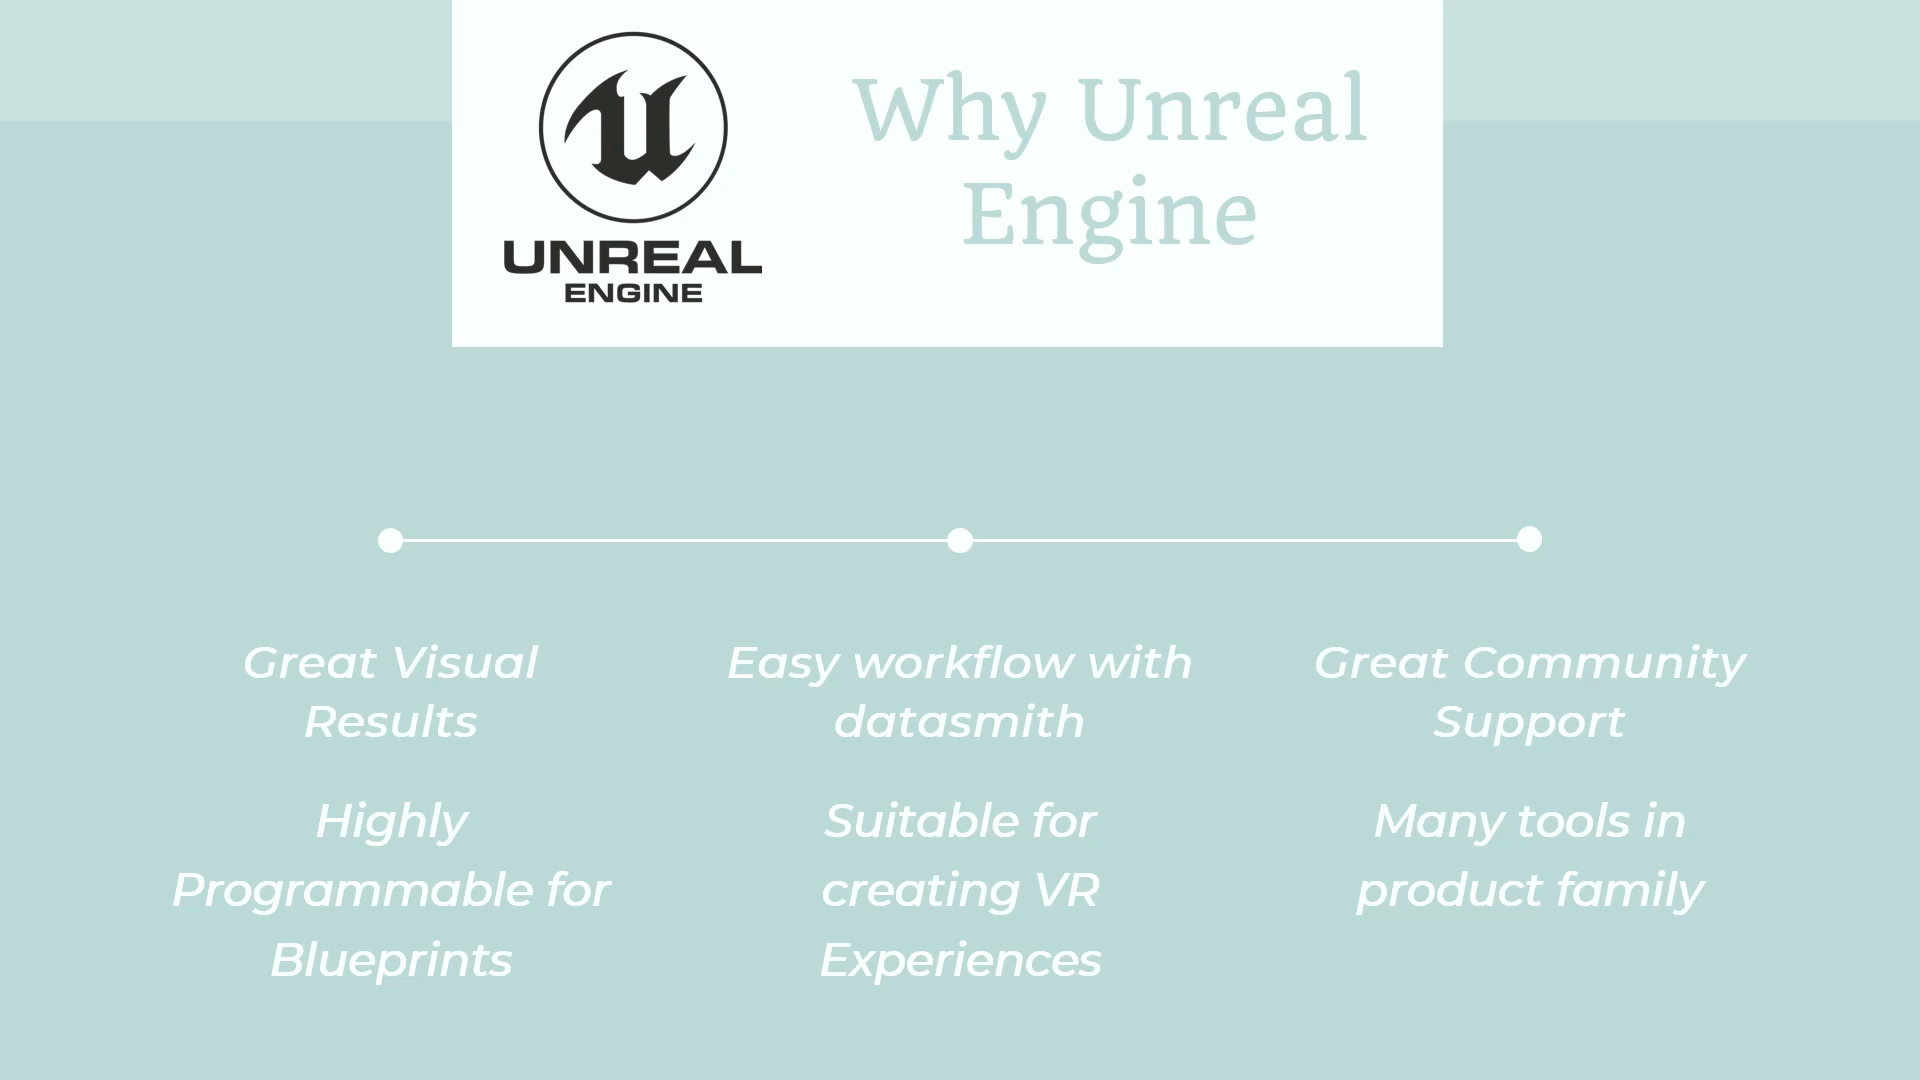 UNREAL
ENGINE
Why Unreal
Engine
Great Visual
Results
Highly
Programmable for
Blueprints
Easy workflow with
datasmith
Suitable for
creating VR
Experiences
Great Community
Support
Many tools in
product family